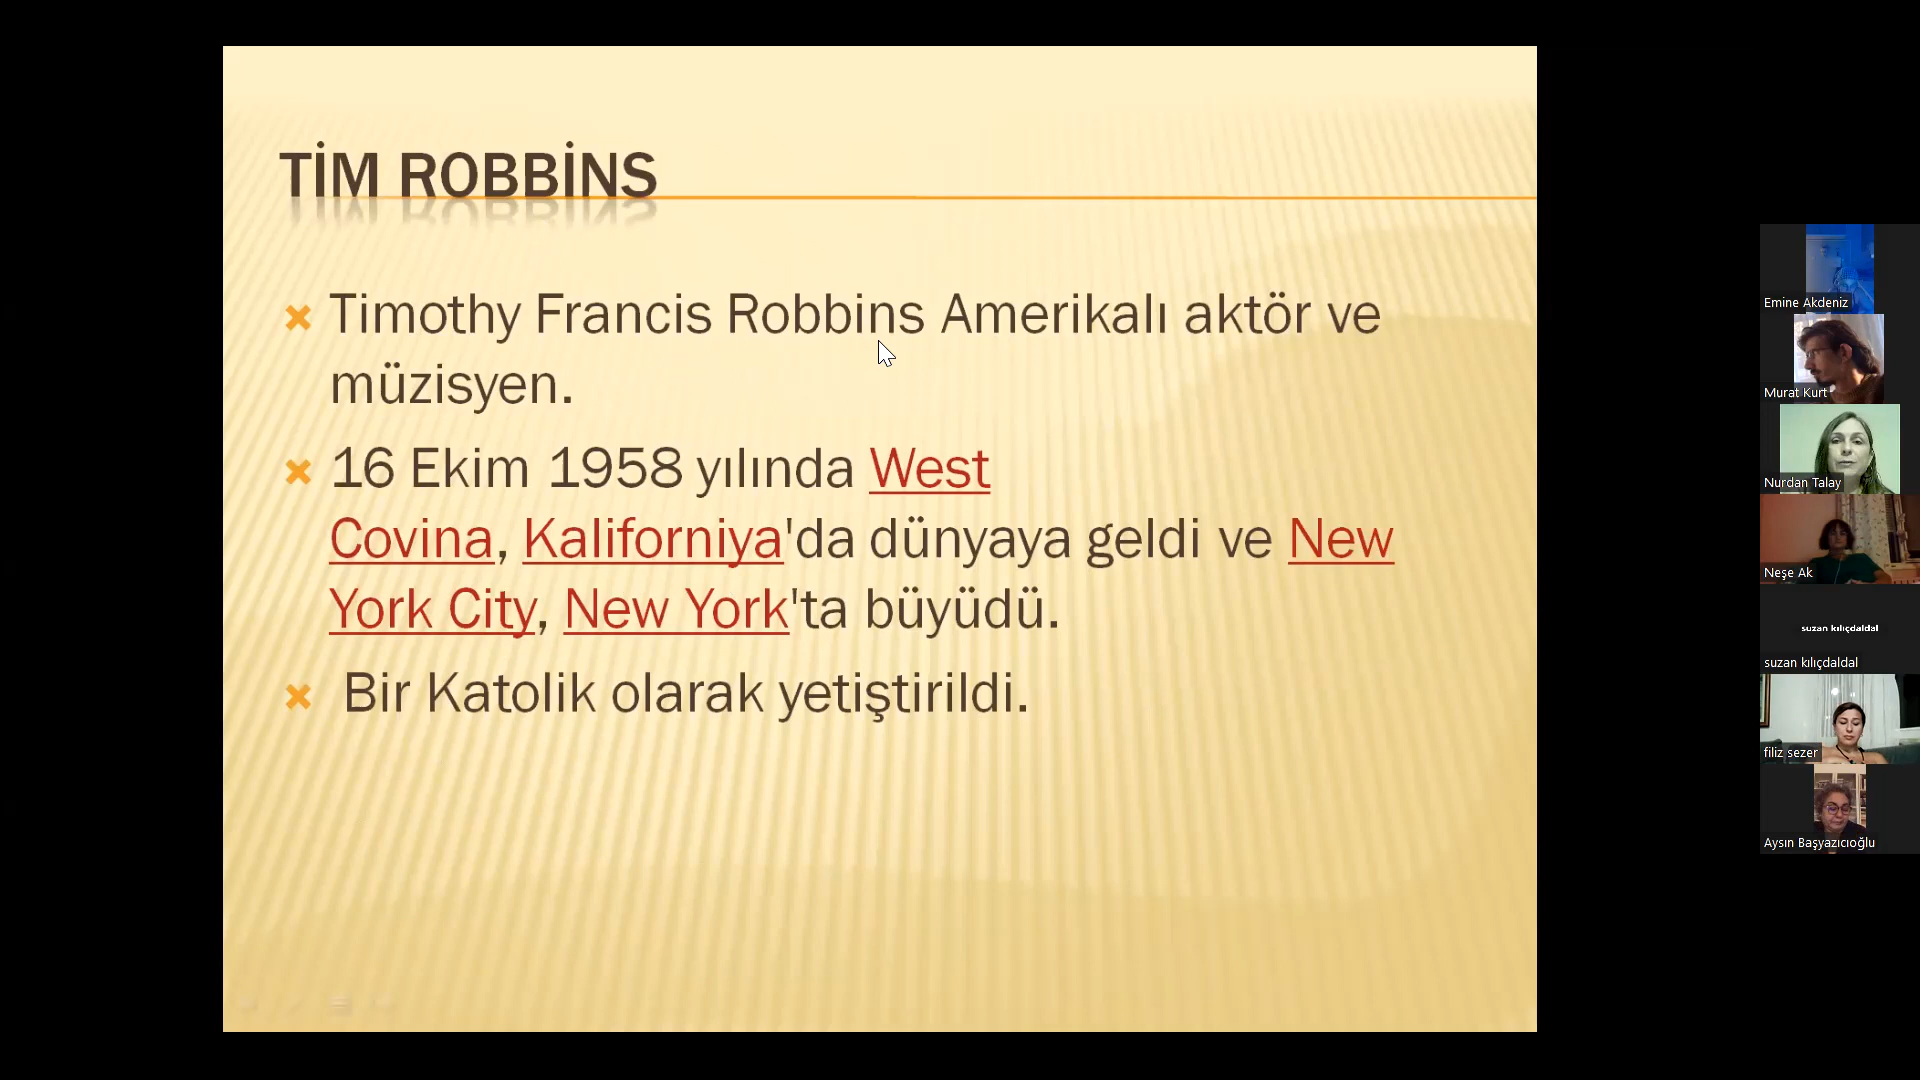 TİM ROBBİNS
Timothy Francis Robbins Amerikalı aktör ve
müzisyen.
16 Ekim 1958 yılında West
Covina, Kaliforniya'da dünyaya geldi ve New
York City, New York'ta büyüdü.
Bir Katolik olarak yetiştirildi.
Emine Akdeniz
Murat Kurt
Nurdan Talay
Neşe Ak
suzan kılıçdaldal
suzan kılıçdaldal
filiz sezer
Aysın Başyazıcıoğlu